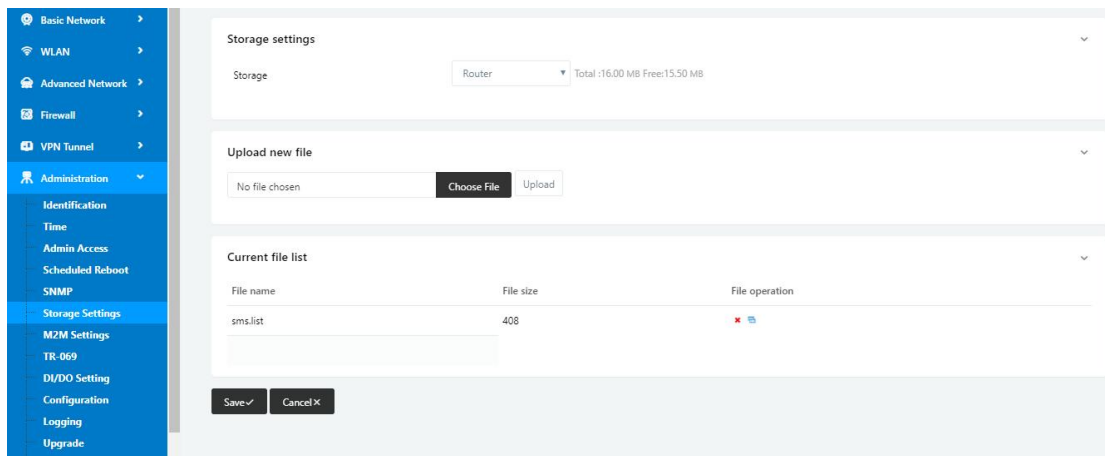 Basic Network
WLAN
Advanced Network
Firewall
VPN Tunnel
Administration
Identification
Time
Admin Access
Scheduled Reboot
SNMP
Storage Settings
M2M Settings
TR-069
DI/DO Setting
Configuration
Logging
Upgrade
Storage settings
Storage Router Total :16.00 MB Free:15.50 MB
Upload new file
No file chosen Choose File Upload
Current file list
File name File size File operation
sms.list 408
Save Cancel